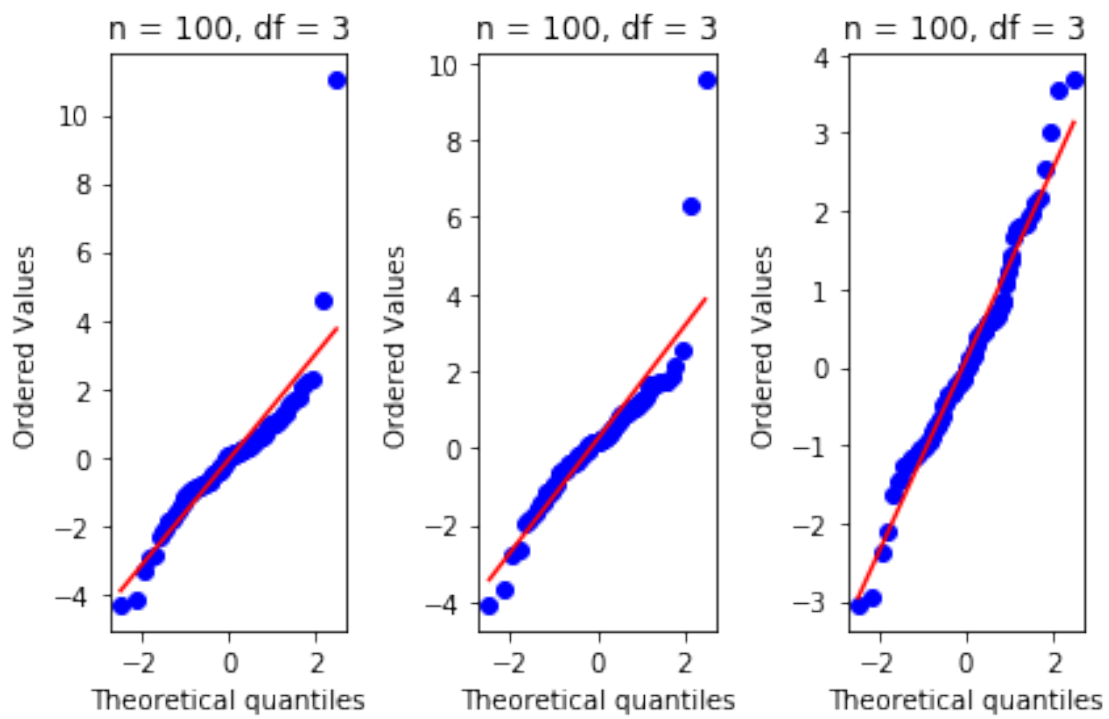 n = 100, df = 3
10
8
6
4
2
0
−2
−4
Ordered Values
−2 0 2
Theoretical quantiles
n = 100, df = 3
10
8
6
4
2
0
−2
−4
Ordered Values
−2 0 2
Theoretical quantiles
n = 100, df = 3
4
3
2
1
0
−1
−2
−3
Ordered Values
−2 0 2
Theoretical quantiles